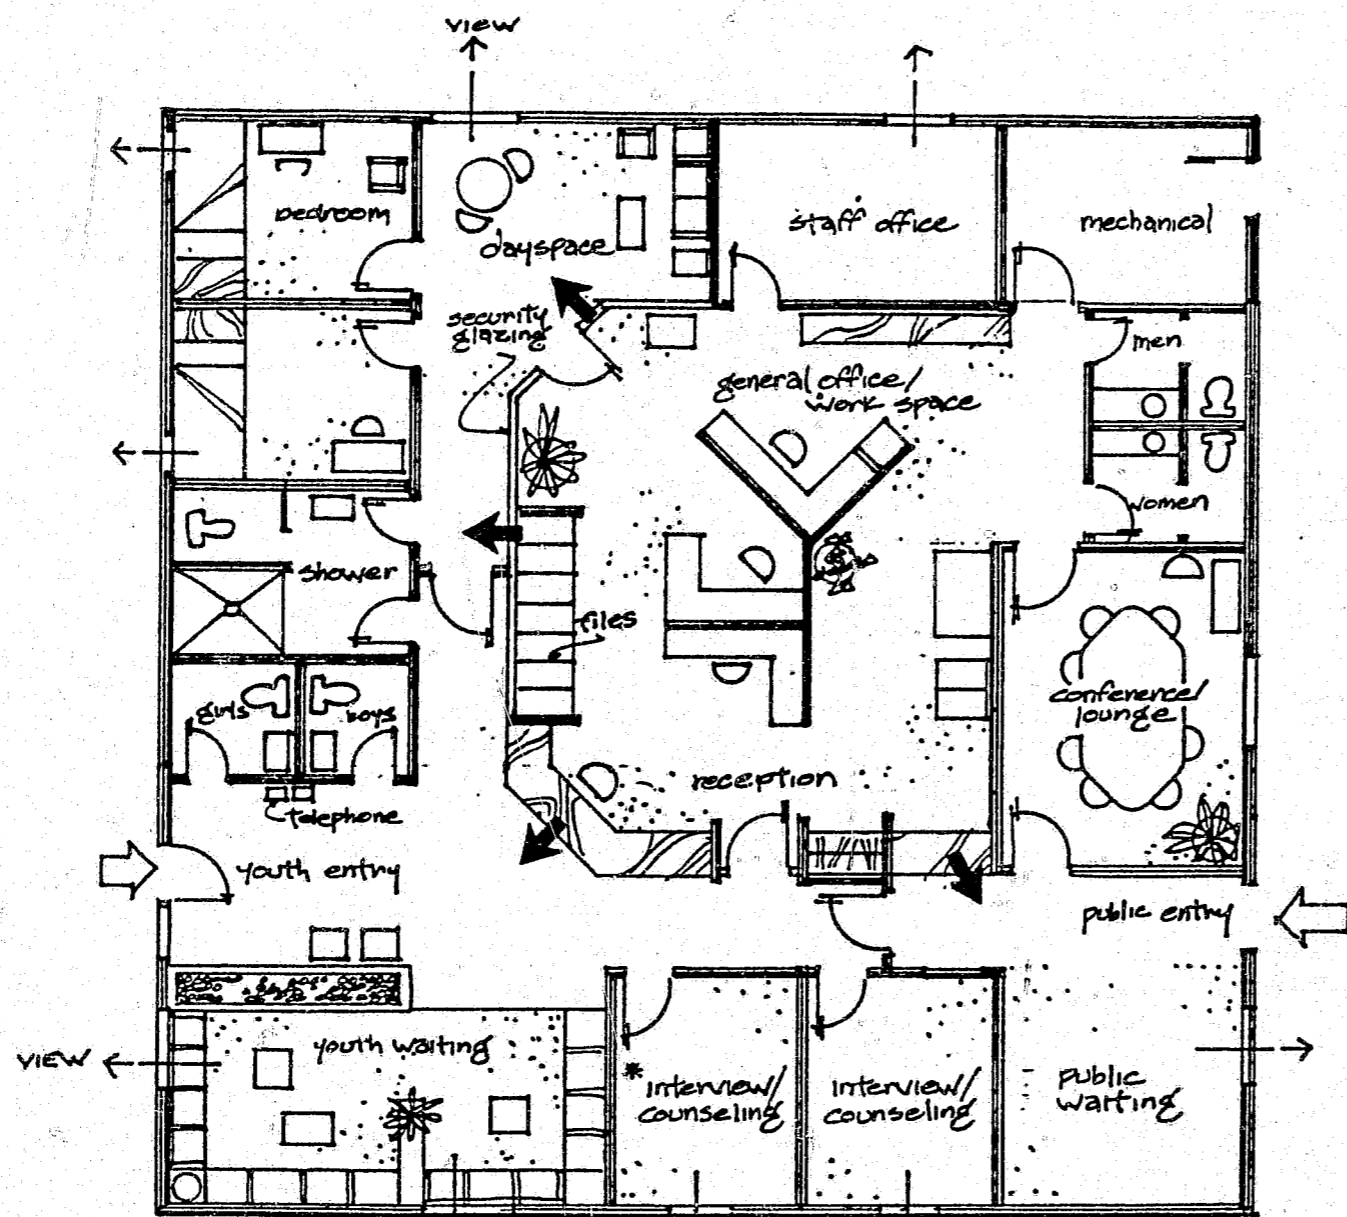 view
bedroom
dayspace
staff office
mechanical
security
glazing
men
general office/
work space
women
shower
files
girls
boys
conference/
lounge
reception
telephone
youth entry
public entry
VIEW
youth waiting
* interview/
counseling
interview/
counseling
public
waiting